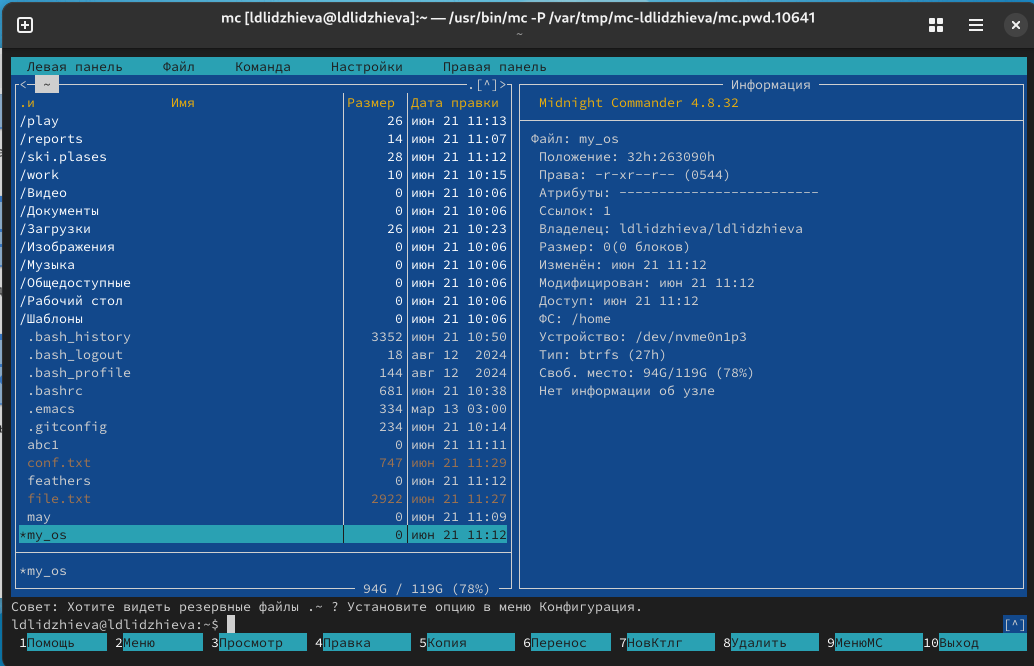 mc [ldlidzhieva@ldlidzhieva]:~ — /usr/bin/mc -P /var/tmp/mc-ldlidzhieva/mc.pwd.10641
~
Левая панель Файл Команда Настройки Правая панель
<─ ~ ─.[^]>
.и Имя Размер Дата правки
/play 26 июн 21 11:13
/reports 14 июн 21 11:07
/ski.plases 28 июн 21 11:12
/work 10 июн 21 10:15
/Видео 0 июн 21 10:06
/Документы 0 июн 21 10:06
/Загрузки 26 июн 21 10:23
/Изображения 0 июн 21 10:06
/Музыка 0 июн 21 10:06
/Общедоступные 0 июн 21 10:06
/Рабочий стол 0 июн 21 10:06
/Шаблоны 0 июн 21 10:06
.bash_history 3352 июн 21 10:50
.bash_logout 18 авг 12 2024
.bash_profile 144 авг 12 2024
.bashrc 681 июн 21 10:38
.emacs 334 мар 13 03:00
.gitconfig 234 июн 21 10:14
abc1 0 июн 21 11:11
conf.txt 747 июн 21 11:29
feathers 0 июн 21 11:12
file.txt 2922 июн 21 11:27
may 0 июн 21 11:09
*my_os 0 июн 21 11:12
*my_os
94G / 119G (78%)
Информация
Midnight Commander 4.8.32
Файл: my_os
Положение: 32h:263090h
Права: -r-xr--r-- (0544)
Атрибуты: -------------------------
Ссылок: 1
Владелец: ldlidzhieva/ldlidzhieva
Размер: 0(0 блоков)
Изменён: июн 21 11:12
Модифицирован: июн 21 11:12
Доступ: июн 21 11:12
ФС: /home
Устройство: /dev/nvme0n1p3
Тип: btrfs (27h)
Своб. место: 94G/119G (78%)
Нет информации об узле
Совет: Хотите видеть резервные файлы .~ ? Установите опцию в меню Конфигурация.
ldlidzhieva@ldlidzhieva:~$ [^]
1Помощь 2Меню 3Просмотр 4Правка 5Копия 6Перенос 7НовКтлг 8Удалить 9МенюМС 10Выход